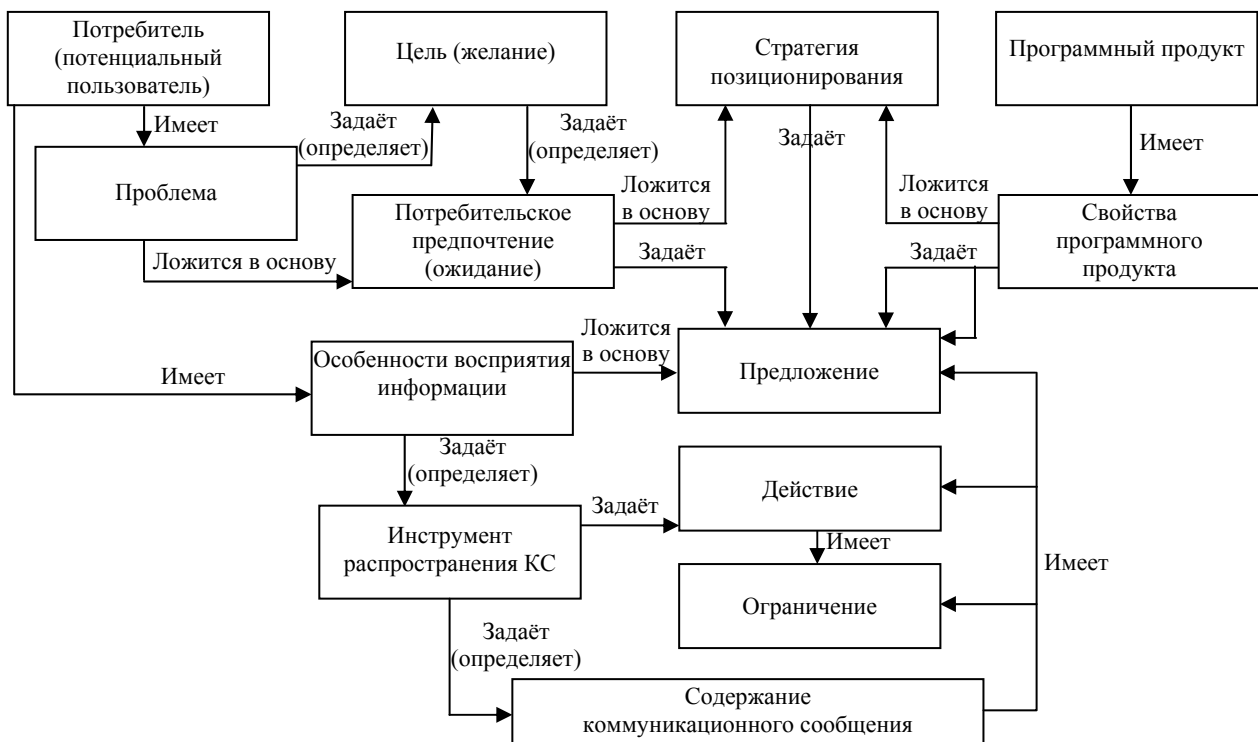 Потребитель
(потенциальный
пользователь)
Цель (желание)
Стратегия
позиционирования
Программный продукт
Имеет
Задаёт
(определяет)
Задаёт
(определяет)
Задаёт
Имеет
Проблема
Ложится
в основу
Ложится
в основу
Потребительское
предпочтение
(ожидание)
Свойства
программного
продукта
Ложится в основу
Задаёт
Задаёт
Ложится
в основу
Особенности восприятия
информации
Имеет
Предложение
Задаёт
(определяет)
Действие
Задаёт
Инструмент
распространения КС
Имеет
Имеет
Ограничение
Задаёт
(определяет)
Содержание
коммуникационного сообщения